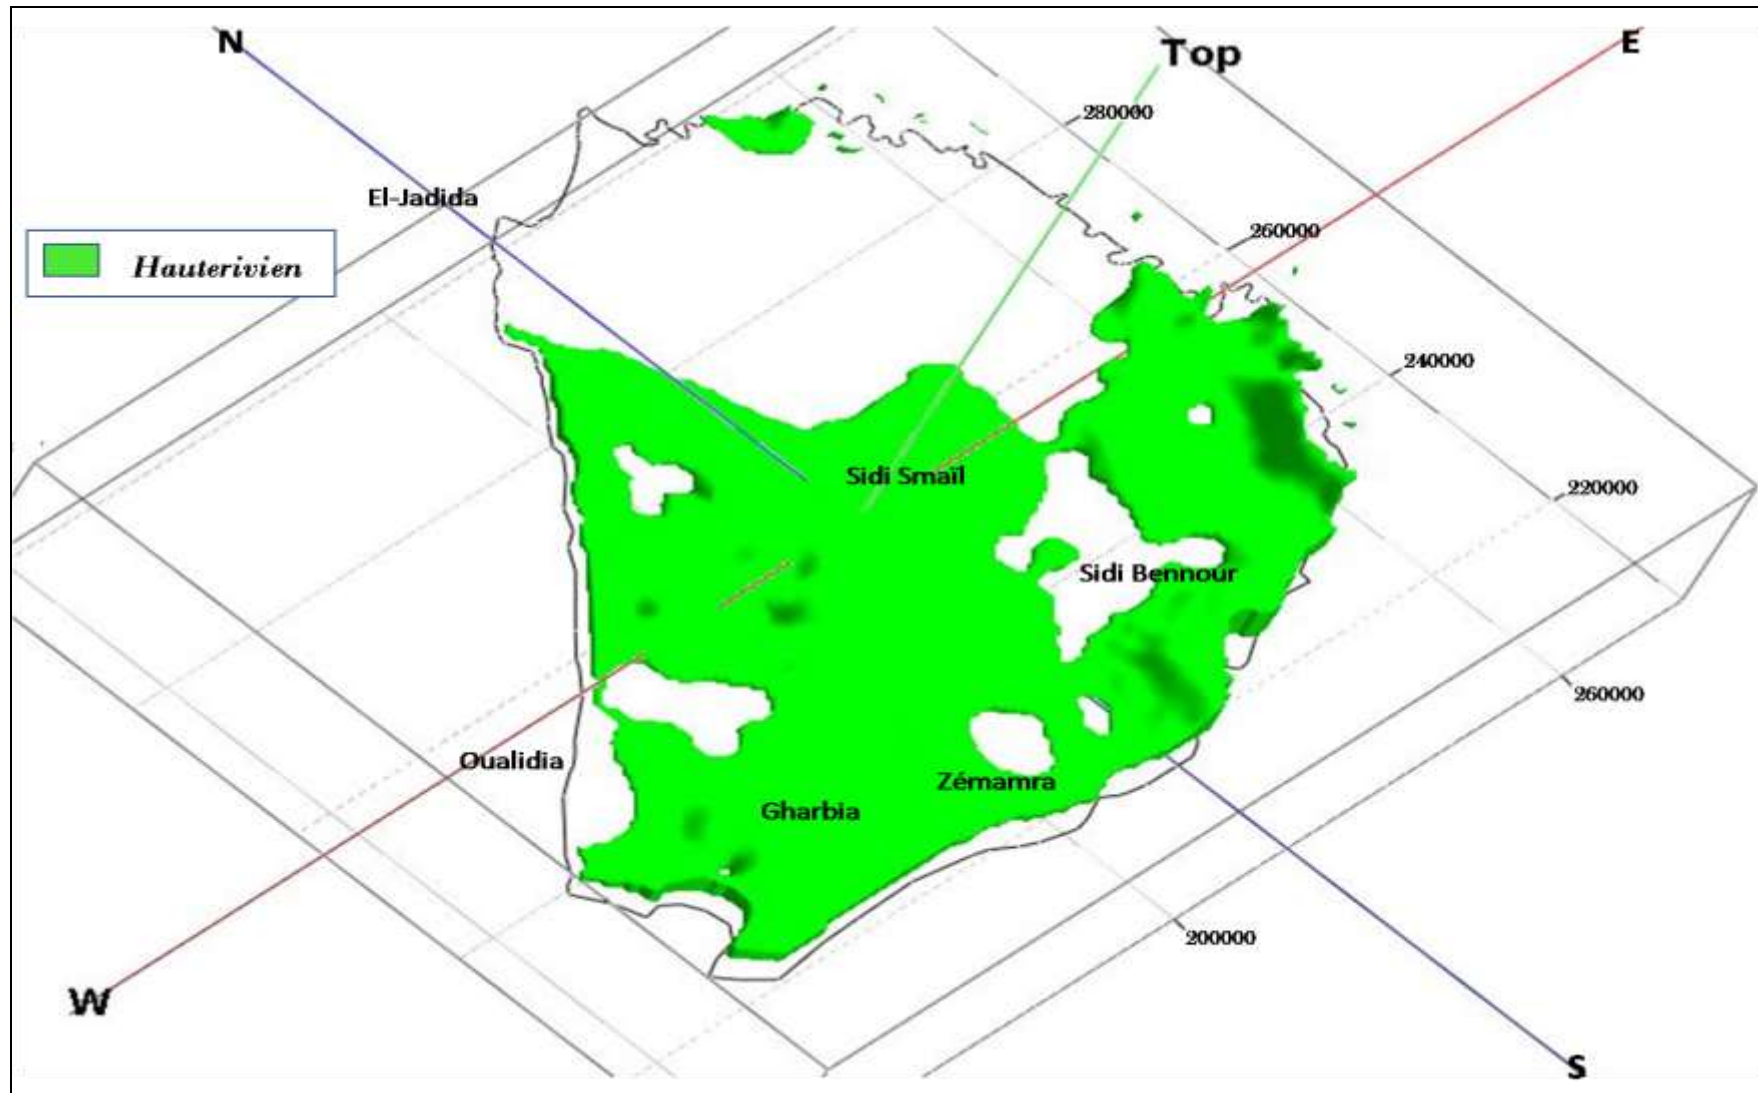 N
Top
E
280000
El-Jadida
260000
Hauterivien
240000
Sidi Smaïl
220000
Sidi Bennour
260000
Oualidia
Zémamra
Gharbia
200000
W
S